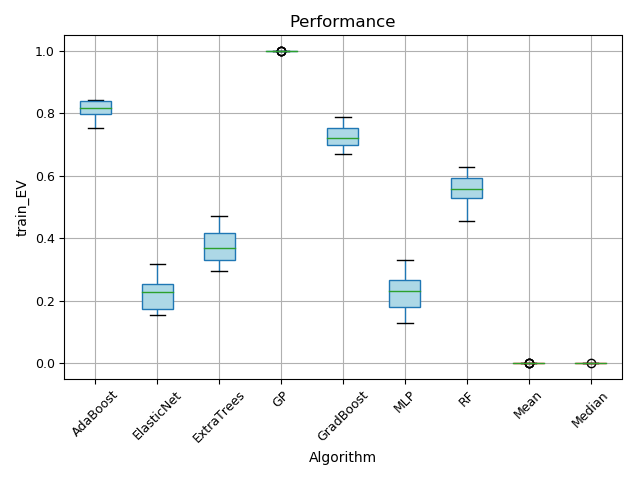 Performance
train_EV
1.0
0.8
0.6
0.4
0.2
0.0
AdaBoost
ElasticNet
ExtraTrees
GP
GradBoost
MLP
RF
Mean
Median
Algorithm